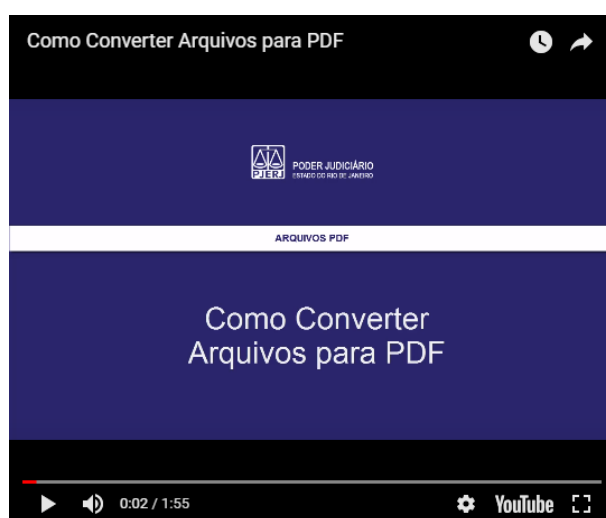 Como Converter Arquivos para PDF
PJERJ
PODER JUDICIÁRIO
ESTADO DO RIO DE JANEIRO
ARQUIVOS PDF
Como Converter
Arquivos para PDF
0:02 / 1:55
YouTube